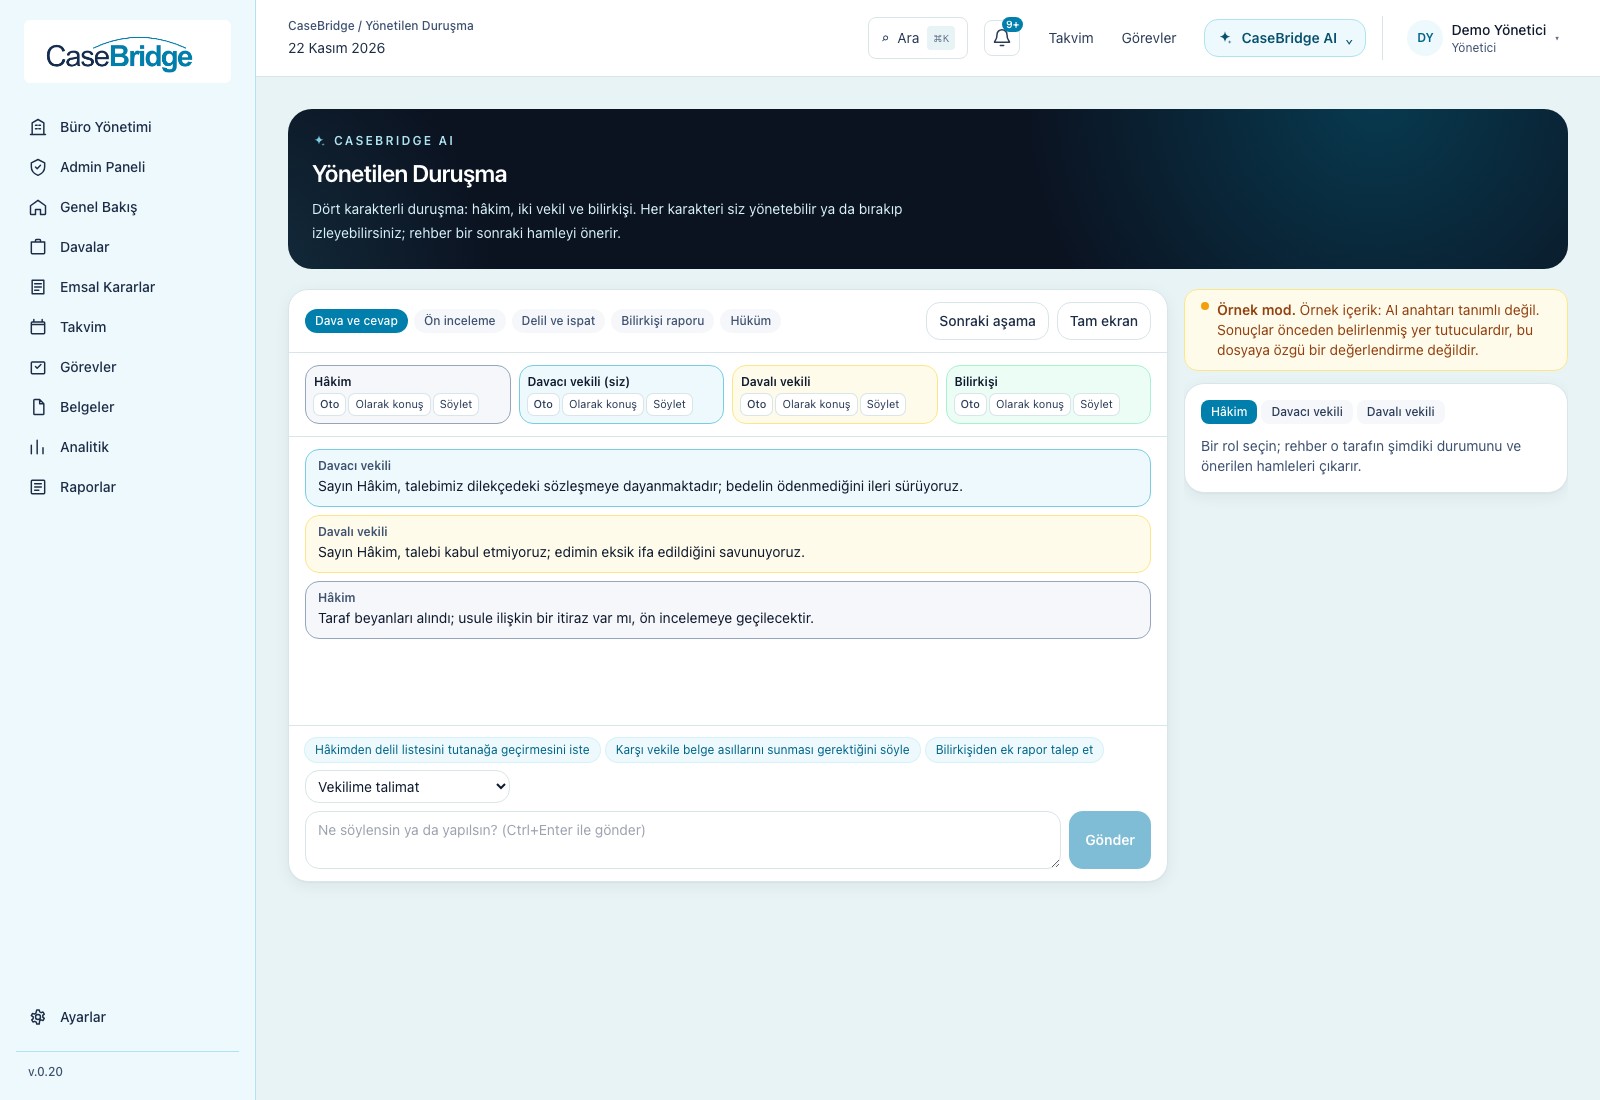 CaseBridge
Büro Yönetimi
Admin Paneli
Genel Bakış
Davalar
Emsal Kararlar
Takvim
Görevler
Belgeler
Analitik
Raporlar
Ayarlar
v.0.20
CaseBridge / Yönetilen Duruşma
22 Kasım 2026
Ara ⌘K
9+
Takvim
Görevler
CaseBridge AI
DY
Demo Yönetici
Yönetici
CASEBRIDGE AI
Yönetilen Duruşma
Dört karakterli duruşma: hâkim, iki vekil ve bilirkişi. Her karakteri siz yönetebilir ya da bırakıp
izleyebilirsiniz; rehber bir sonraki hamleyi önerir.
Dava ve cevap Ön inceleme Delil ve ispat Bilirkişi raporu Hüküm Sonraki aşama Tam ekran
Hâkim
Oto Olarak konuş Söylet
Davacı vekili (siz)
Oto Olarak konuş Söylet
Davalı vekili
Oto Olarak konuş Söylet
Bilirkişi
Oto Olarak konuş Söylet
Davacı vekili
Sayın Hâkim, talebimiz dilekçedeki sözleşmeye dayanmaktadır; bedelin ödenmediğini ileri sürüyoruz.
Davalı vekili
Sayın Hâkim, talebi kabul etmiyoruz; edimin eksik ifa edildiğini savunuyoruz.
Hâkim
Taraf beyanları alındı; usule ilişkin bir itiraz var mı, ön incelemeye geçilecektir.
Hâkimden delil listesini tutanağa geçirmesini iste Karşı vekile belge asıllarını sunması gerektiğini söyle Bilirkişiden ek rapor talep et
Vekilime talimat
Ne söylensin ya da yapılsın? (Ctrl+Enter ile gönder)
Gönder
Örnek mod. Örnek içerik: AI anahtarı tanımlı değil.
Sonuçlar önceden belirlenmiş yer tutuculardır, bu
dosyaya özgü bir değerlendirme değildir.
Hâkim Davacı vekili Davalı vekili
Bir rol seçin; rehber o tarafın şimdiki durumunu ve
önerilen hamleleri çıkarır.